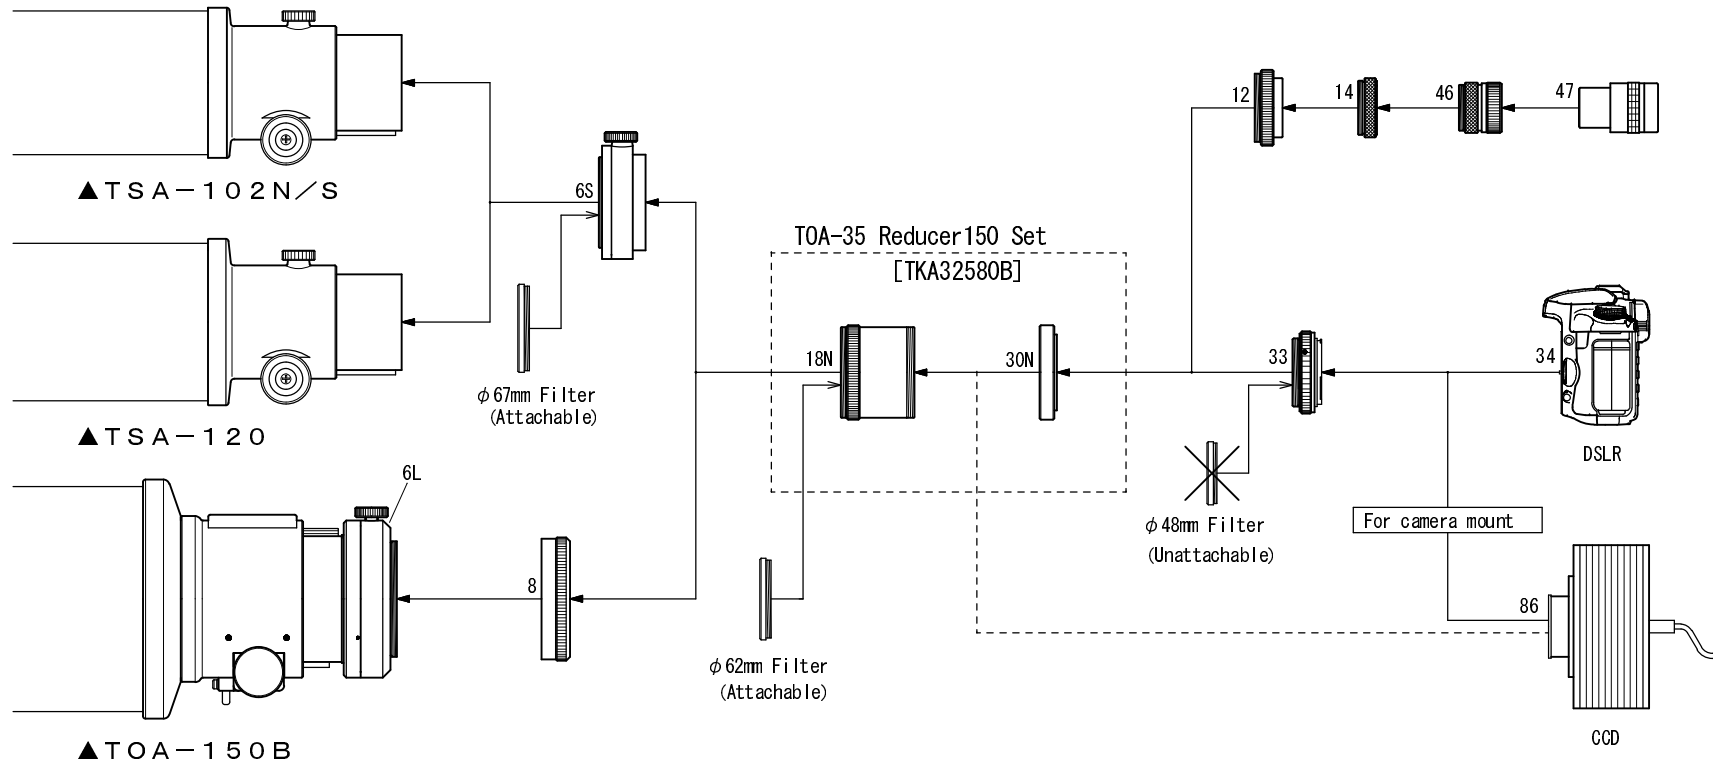 12
14
46
47
▲TSA－102N／S
6S
TOA-35 Reducer150 Set
[TKA32580B]
18N
30N
33
34
φ67mm Filter
(Attachable)
▲TSA－120
DSLR
6L
φ48mm Filter
(Unattachable)
For camera mount
8
86
φ62mm Filter
(Attachable)
▲TOA－150B
CCD